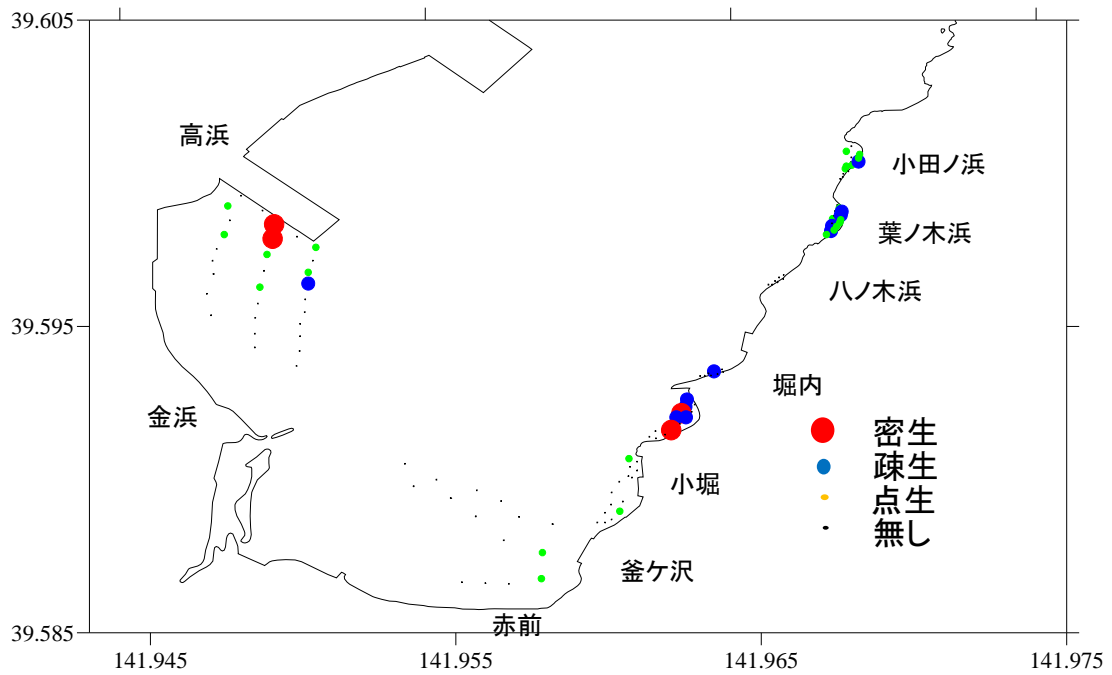 39.605
高浜
小田ノ浜
葉ノ木浜
八ノ木浜
39.595
堀内
金浜
密生
疎生
小堀
点生
無し
釜ケ沢
赤前
39.585
141.945
141.955
141.965
141.975